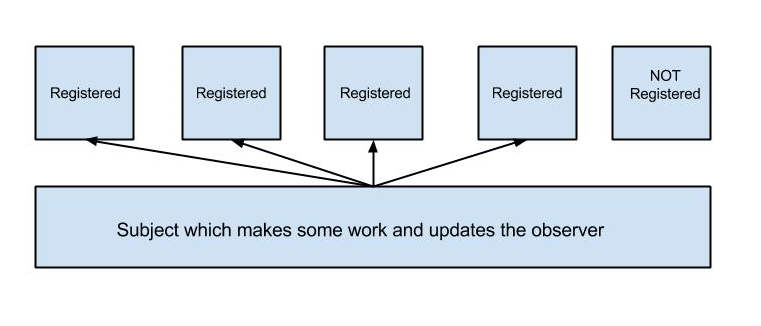 Registered
Registered
Registered
Registered
NOT
Registered
Subject which makes some work and updates the observer